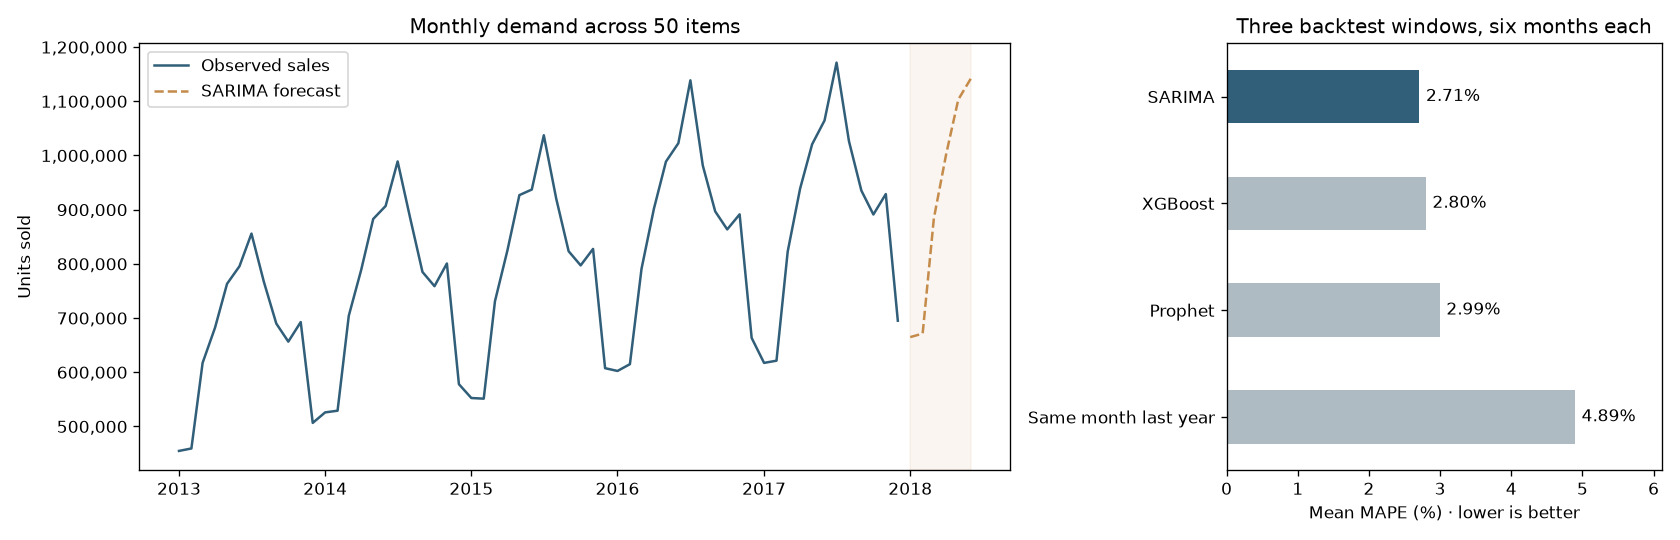 Monthly demand across 50 items
Observed sales
SARIMA forecast
Units sold
1,200,000
1,100,000
1,000,000
900,000
800,000
700,000
600,000
500,000
2013
2014
2015
2016
2017
2018
Three backtest windows, six months each
SARIMA
2.71%
XGBoost
2.80%
Prophet
2.99%
Same month last year
4.89%
0
1
2
3
4
5
6
Mean MAPE (%) · lower is better